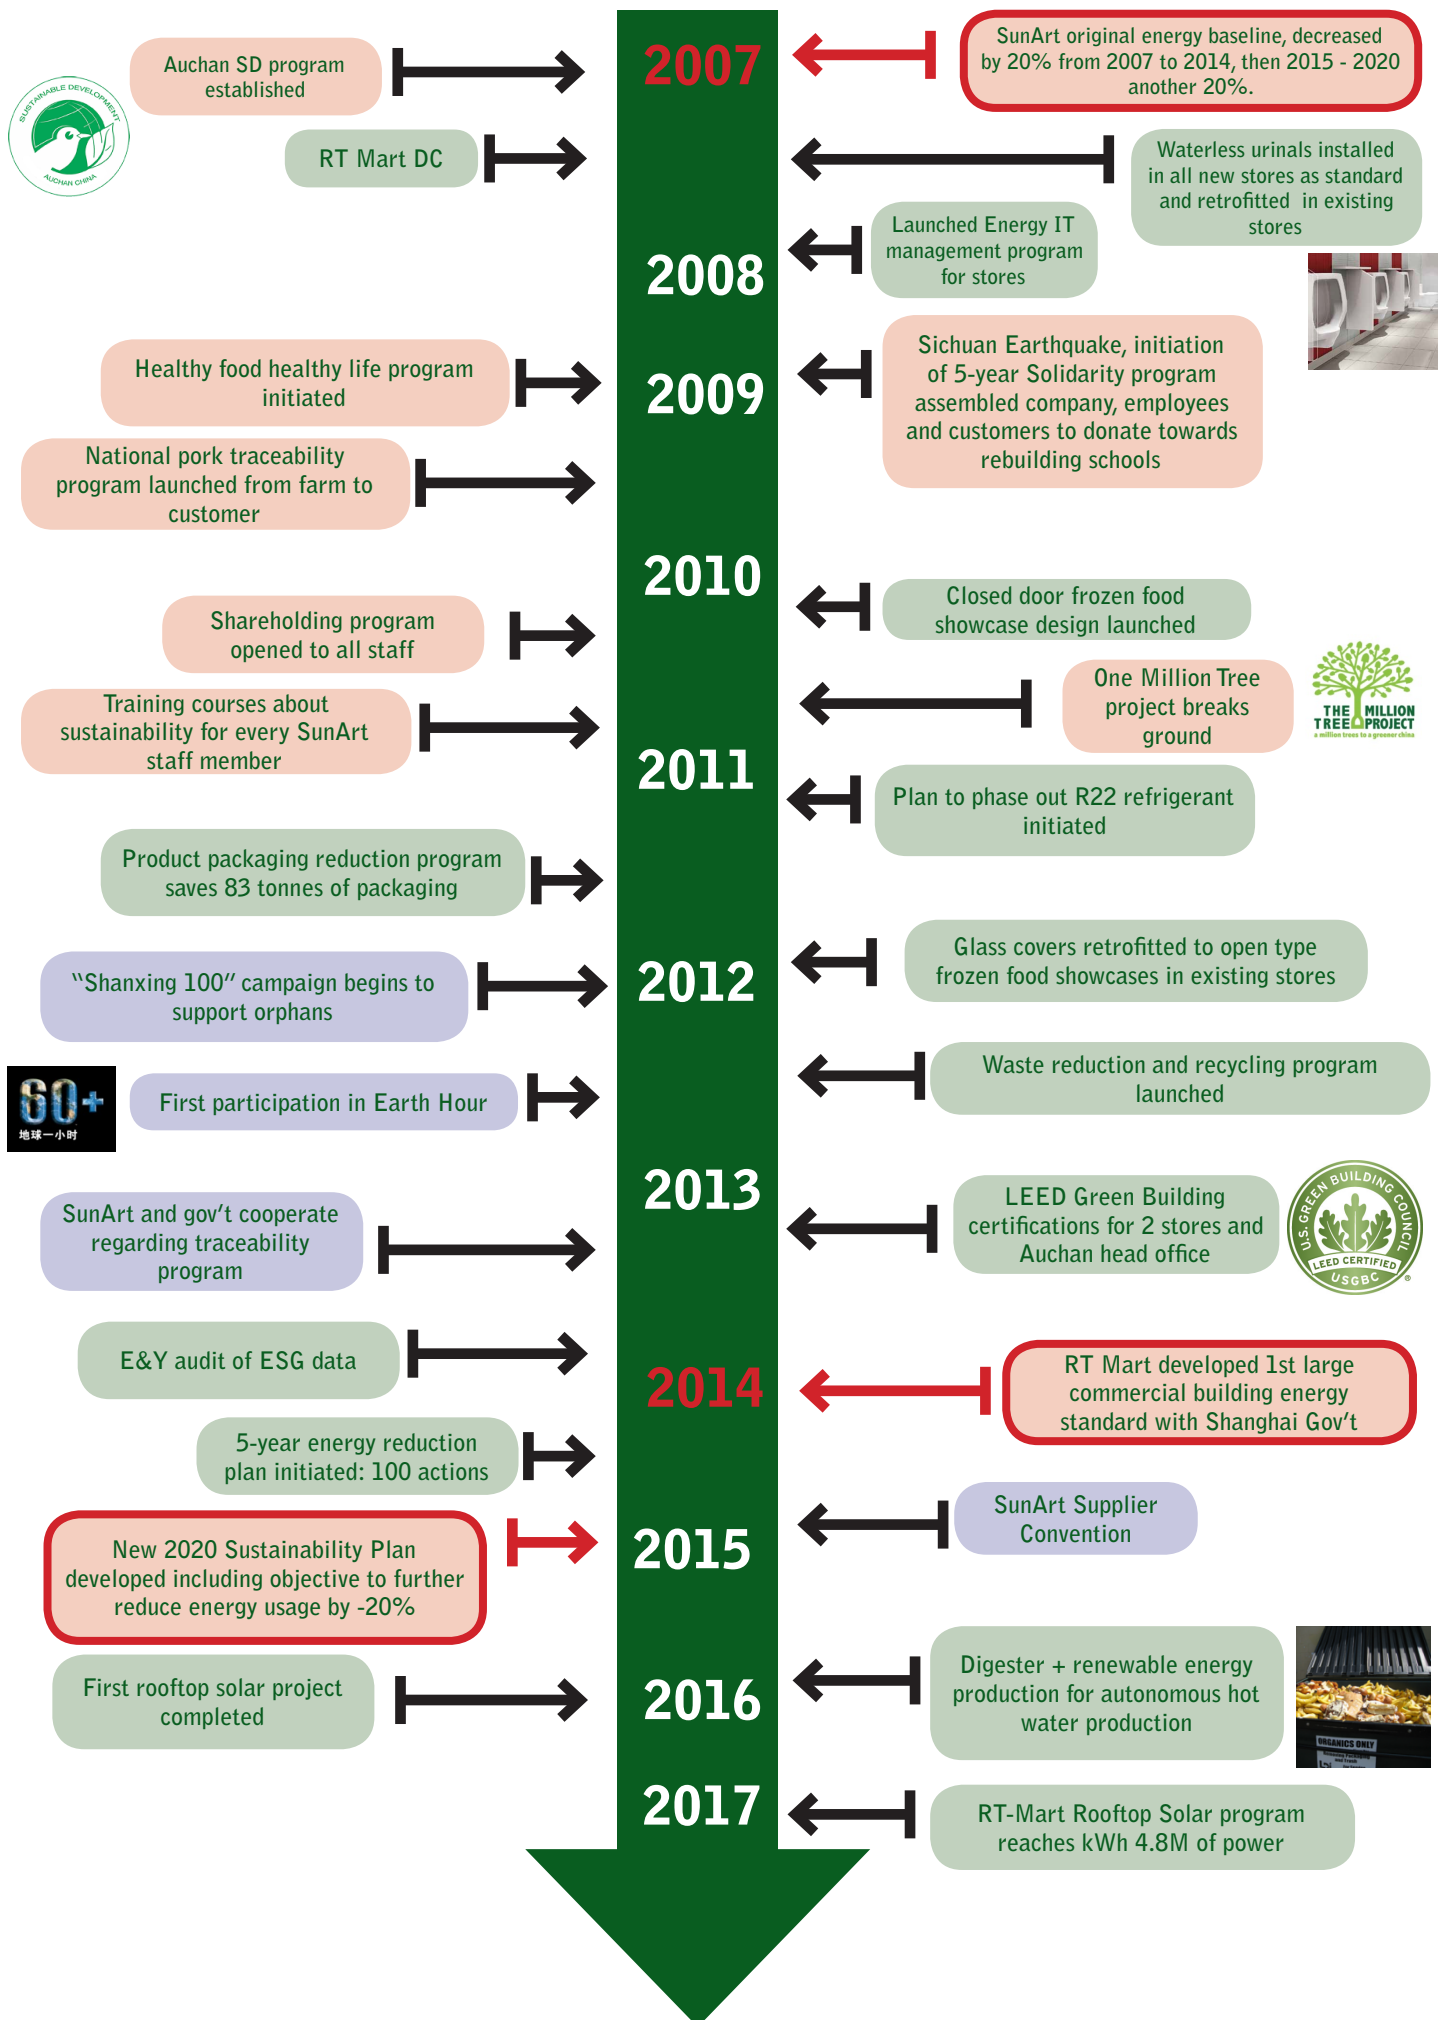 2007
Auchan SD program
established
SUSTAINABLE DEVELOPMENT
AUCHAN CHINA
SunArt original energy baseline, decreased
by 20% from 2007 to 2014, then 2015 - 2020
another 20%.
RT Mart DC
Waterless urinals installed
in all new stores as standard
and retrofitted in existing
stores
Launched Energy IT
management program
for stores
2008
Healthy food healthy life program
initiated
2009
Sichuan Earthquake, initiation
of 5-year Solidarity program
assembled company, employees
and customers to donate towards
rebuilding schools
National pork traceability
program launched from farm to
customer
2010
Closed door frozen food
showcase design launched
Shareholding program
opened to all staff
One Million Tree
project breaks
ground
THE MILLION
TREE PROJECT
a million trees to a greener china
Training courses about
sustainability for every SunArt
staff member
2011
Plan to phase out R22 refrigerant
initiated
Product packaging reduction program
saves 83 tonnes of packaging
Glass covers retrofitted to open type
frozen food showcases in existing stores
2012
“Shanxing 100” campaign begins to
support orphans
Waste reduction and recycling program
launched
60+
地球一小时
First participation in Earth Hour
2013
LEED Green Building
certifications for 2 stores and
Auchan head office
U.S. GREEN BUILDING COUNCIL
LEED CERTIFIED
USGBC
®
SunArt and gov’t cooperate
regarding traceability
program
E&Y audit of ESG data
2014
RT Mart developed 1st large
commercial building energy
standard with Shanghai Gov’t
5-year energy reduction
plan initiated: 100 actions
SunArt Supplier
Convention
2015
New 2020 Sustainability Plan
developed including objective to further
reduce energy usage by -20%
First rooftop solar project
completed
2016
Digester + renewable energy
production for autonomous hot
water production
ORGANICS ONLY
2017
RT-Mart Rooftop Solar program
reaches kWh 4.8M of power